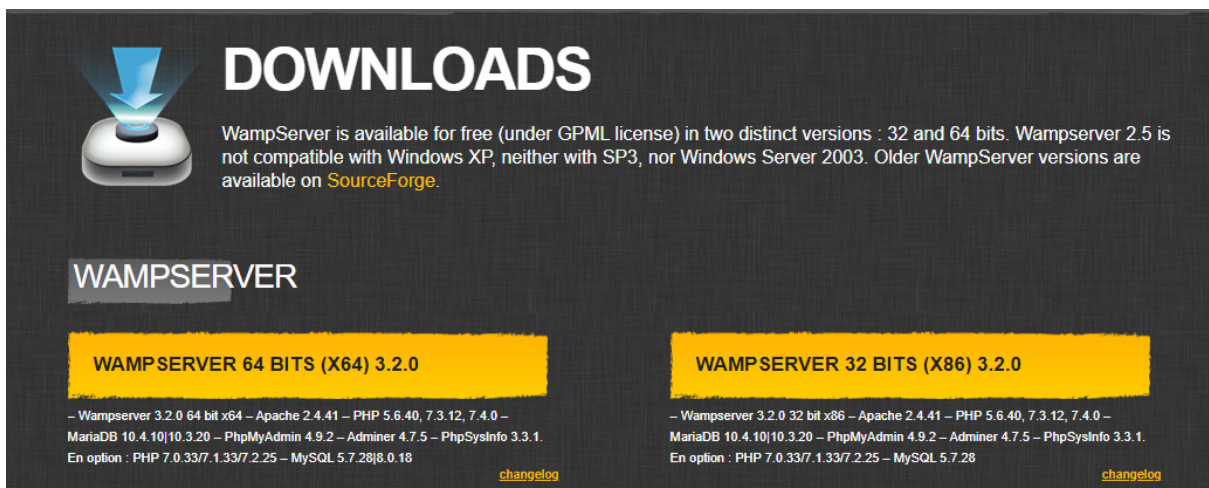 DOWNLOADS
WampServer is available for free (under GPML license) in two distinct versions : 32 and 64 bits. Wampserver 2.5 is
not compatible with Windows XP, neither with SP3, nor Windows Server 2003. Older WampServer versions are
available on SourceForge.
WAMPSERVER
WAMPSERVER 64 BITS (X64) 3.2.0
– Wampserver 3.2.0 64 bit x64 – Apache 2.4.41 – PHP 5.6.40, 7.3.12, 7.4.0 –
MariaDB 10.4.10|10.3.20 – PhpMyAdmin 4.9.2 – Adminer 4.7.5 – PhpSysInfo 3.3.1.
En option : PHP 7.0.33/7.1.33/7.2.25 – MySQL 5.7.28|8.0.18
changelog
WAMPSERVER 32 BITS (X86) 3.2.0
– Wampserver 3.2.0 32 bit x86 – Apache 2.4.41 – PHP 5.6.40, 7.3.12, 7.4.0 –
MariaDB 10.4.10|10.3.20 – PhpMyAdmin 4.9.2 – Adminer 4.7.5 – PhpSysInfo 3.3.1.
En option : PHP 7.0.33/7.1.33/7.2.25 – MySQL 5.7.28
changelog